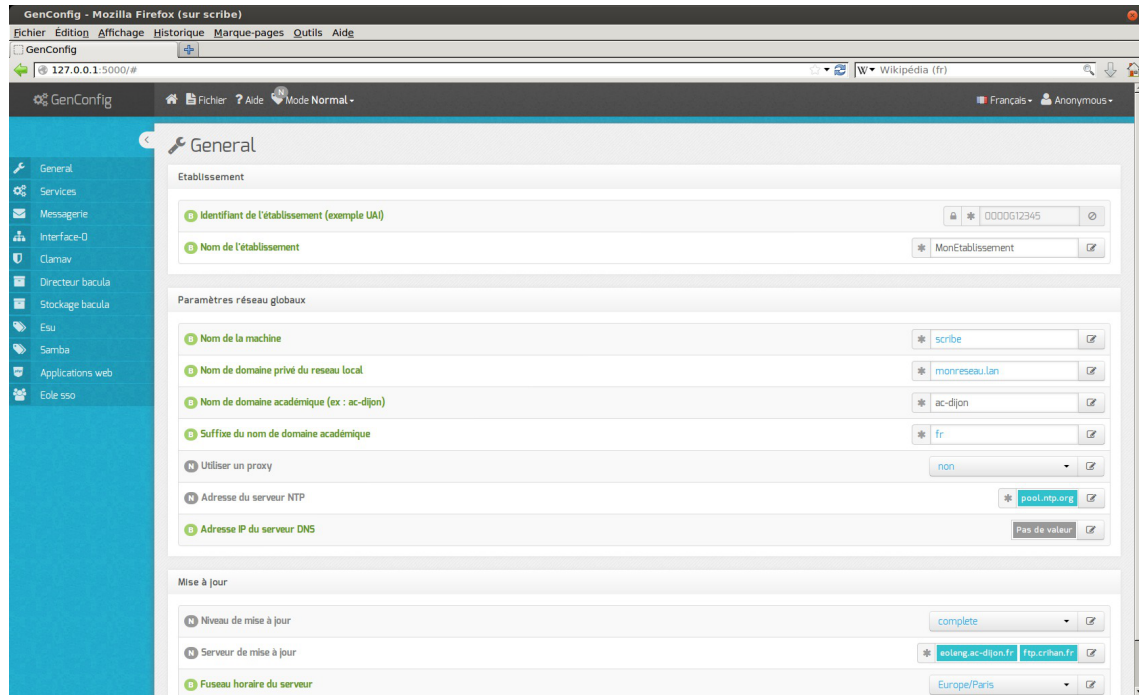 GenConfig - Mozilla Firefox (sur scribe)
Fichier Édition Affichage Historique Marque-pages Outils Aide
GenConfig
127.0.0.1:5000/# W Wikipédia (fr)
GenConfig Fichier ? Aide N Mode Normal Français Anonymous
General
General
Etablissement
Services
Messagerie
B Identifiant de l'établissement (exemple UAI) 0000G12345
Interface-0
B Nom de l'établissement MonEtablissement
Clamav
Directeur bacula
Stockage bacula
Paramètres réseau globaux
Esu
B Nom de la machine scribe
Samba
Applications web
B Nom de domaine privé du reseau local monreseau.lan
Eole sso
B Nom de domaine académique (ex : ac-dijon) ac-dijon
B Suffixe du nom de domaine académique fr
N Utiliser un proxy non
N Adresse du serveur NTP pool.ntp.org
B Adresse IP du serveur DNS Pas de valeur
Mise à jour
N Niveau de mise à jour complete
N Serveur de mise à jour eoleng.ac-dijon.fr ftp.crihan.fr
B Fuseau horaire du serveur Europe/Paris